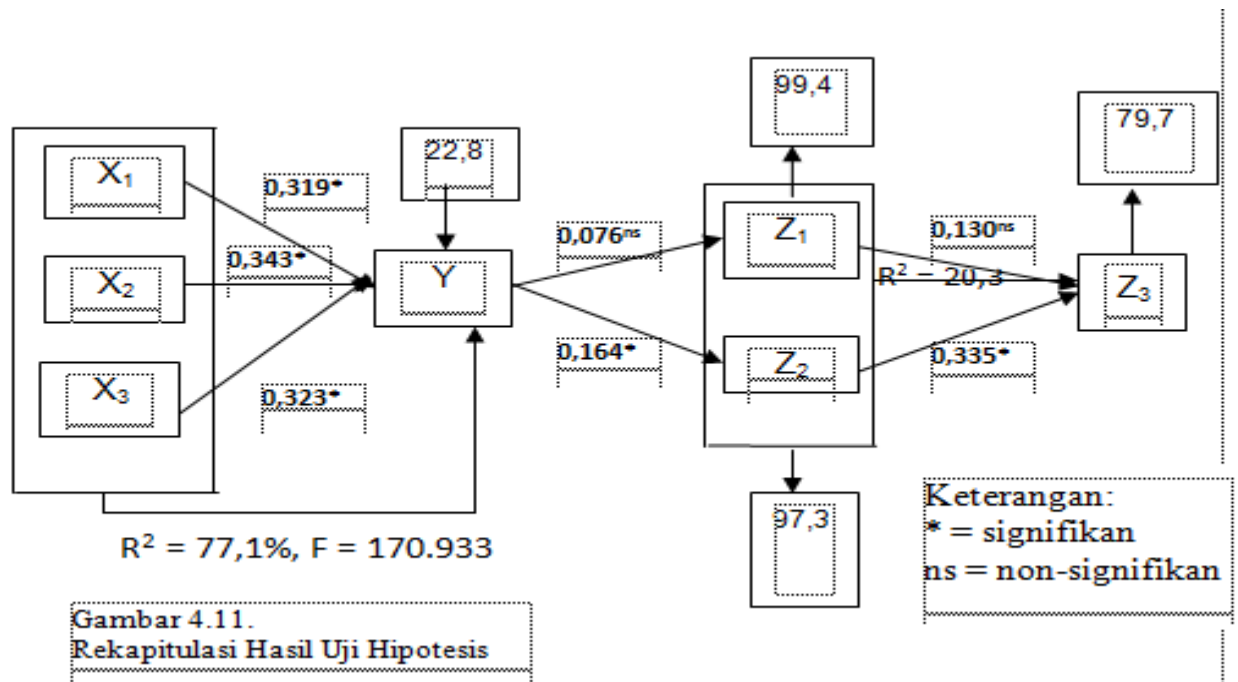 99,4
79,7
X₁
22,8
0,319*
0,076ⁿˢ
Z₁
0,130ⁿˢ
0,343*
X₂
Y
R² = 20,3
Z₃
0,164*
Z₂
0,335*
X₃
0,323*
97,3
Keterangan:
* = signifikan
ns = non-signifikan
R² = 77,1%, F = 170.933
Gambar 4.11.
Rekapitulasi Hasil Uji Hipotesis